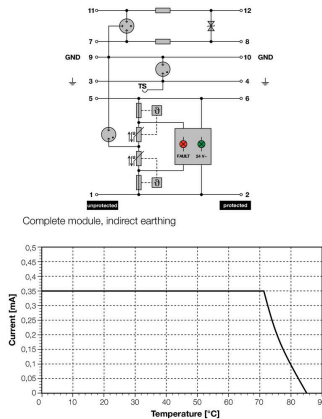 11 12
7 8
GND 9 10 GND
3 4
TS
5 6
ϑ
ϑ
FAULT 24 V~
1 2
unprotected protected
Complete module, indirect earthing
0,5
0,45
0,4
0,35
0,3
0,25
0,2
0,15
0,1
0,05
0
Current [mA]
0 10 20 30 40 50 60 70 80 90
Temperature [°C]